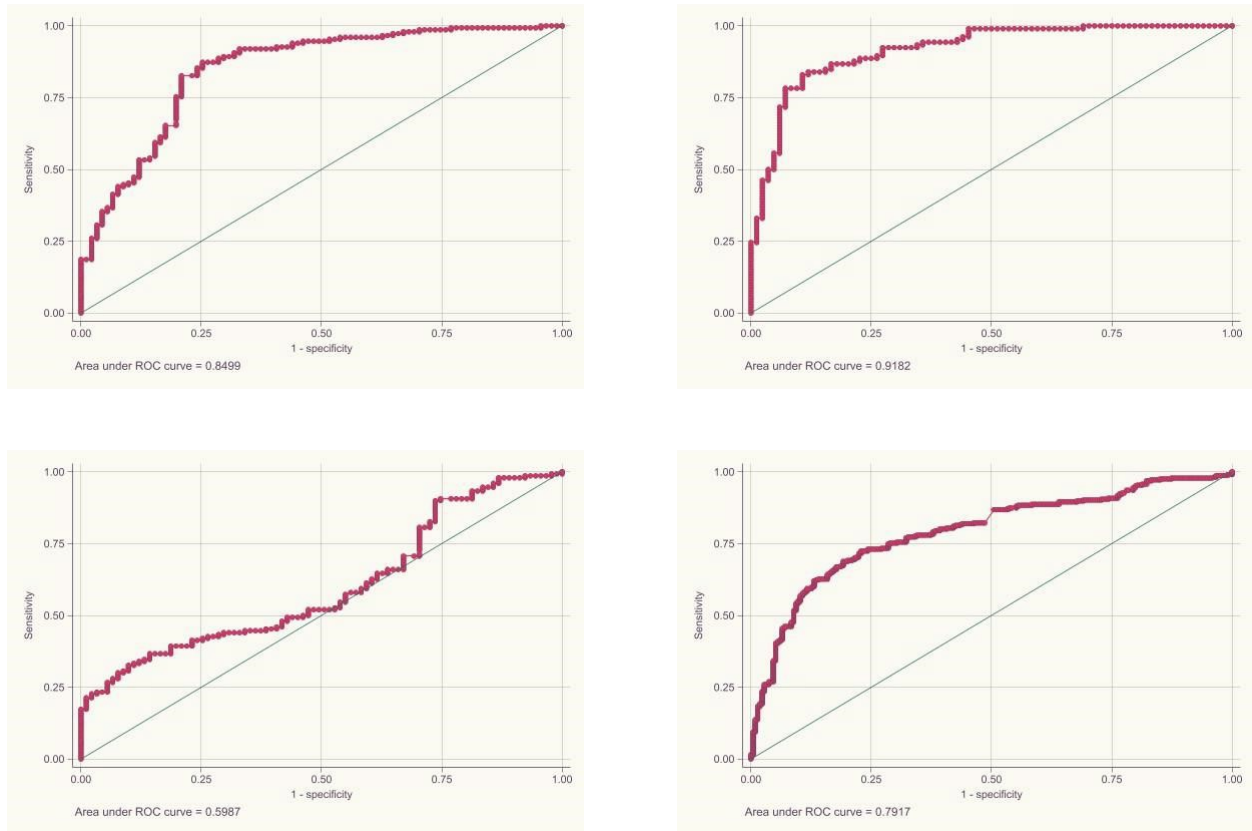 1.00
0.75
0.50
0.25
0.00
Sensitivity
0.00 0.25 0.50 0.75 1.00
1 - specificity
Area under ROC curve = 0.8499
1.00
0.75
0.50
0.25
0.00
Sensitivity
0.00 0.25 0.50 0.75 1.00
1 - specificity
Area under ROC curve = 0.9182
1.00
0.75
0.50
0.25
0.00
Sensitivity
0.00 0.25 0.50 0.75 1.00
1 - specificity
Area under ROC curve = 0.5987
1.00
0.75
0.50
0.25
0.00
Sensitivity
0.00 0.25 0.50 0.75 1.00
1 - specificity
Area under ROC curve = 0.7917